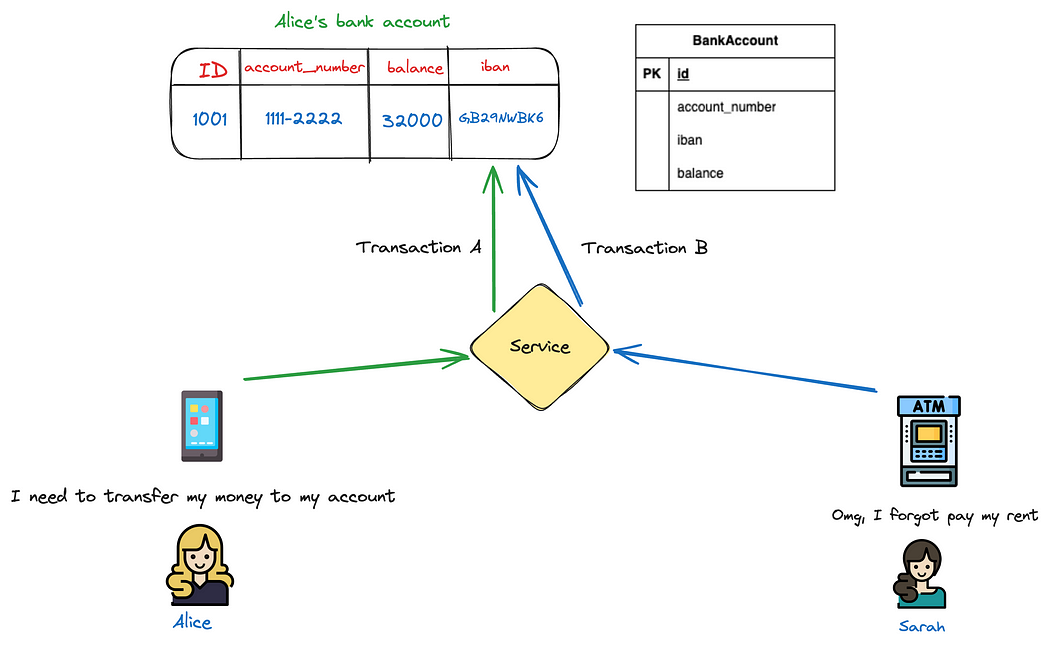 Alice's bank account
ID account_number balance iban
1001 1111-2222 32000 GB29NWBK6
BankAccount
PK id
account_number
iban
balance
Transaction A
Transaction B
Service
ATM
I need to transfer my money to my account
Alice
Omg, I forgot pay my rent
Sarah